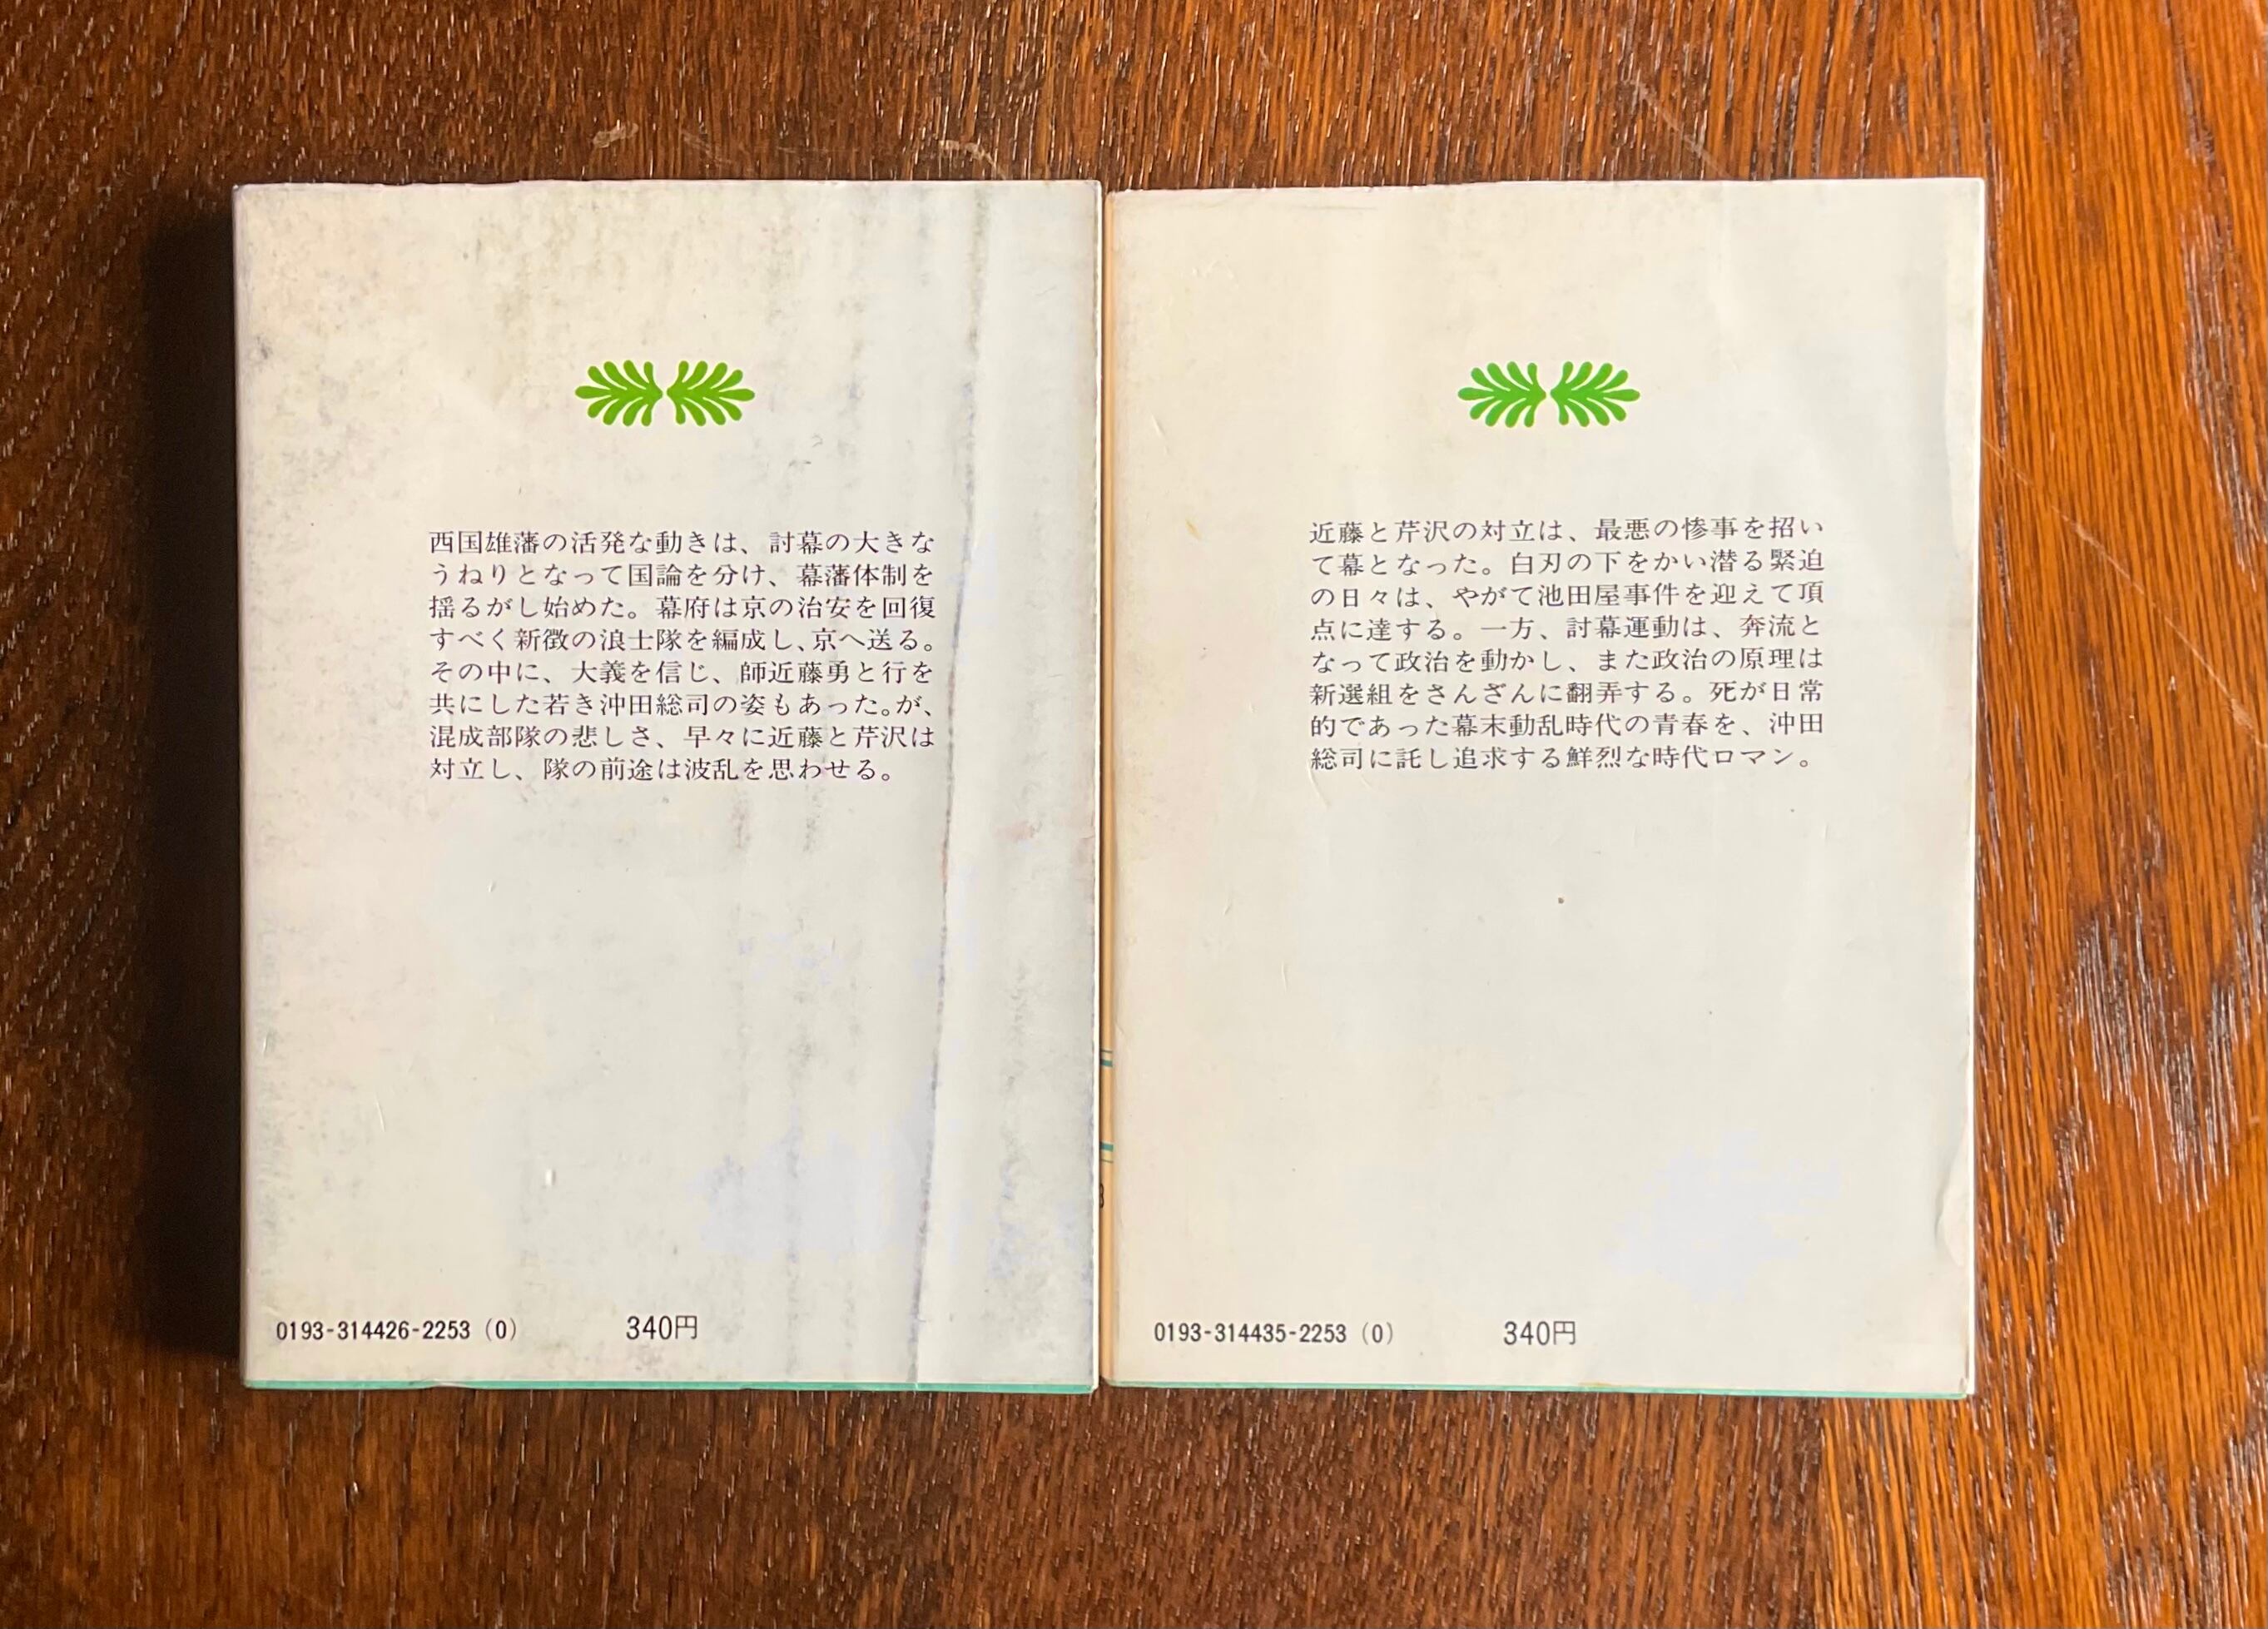 西国雄藩の活発な動きは、討幕の大きな
うねりとなって国論を分け、幕藩体制を
揺るがし始めた。幕府は京の治安を回復
すべく新徴の浪士隊を編成し、京へ送る。
その中に、大義を信じ、師近藤勇と行を
共にした若き沖田総司の姿もあった。が、
混成部隊の悲しさ、早々に近藤と芹沢は
対立し、隊の前途は波乱を思わせる。
0193-314426-2253 (0) 340円
近藤と芹沢の対立は、最悪の惨事を招い
て幕となった。白刃の下をかい潜る緊迫
の日々は、やがて池田屋事件を迎えて頂
点に達する。一方、討幕運動は、奔流と
なって政治を動かし、また政治の原理は
新選組をさんざんに翻弄する。死が日常
的であった幕末動乱時代の青春を、沖田
総司に託し追求する鮮烈な時代ロマン。
0193-314435-2253 (0) 340円